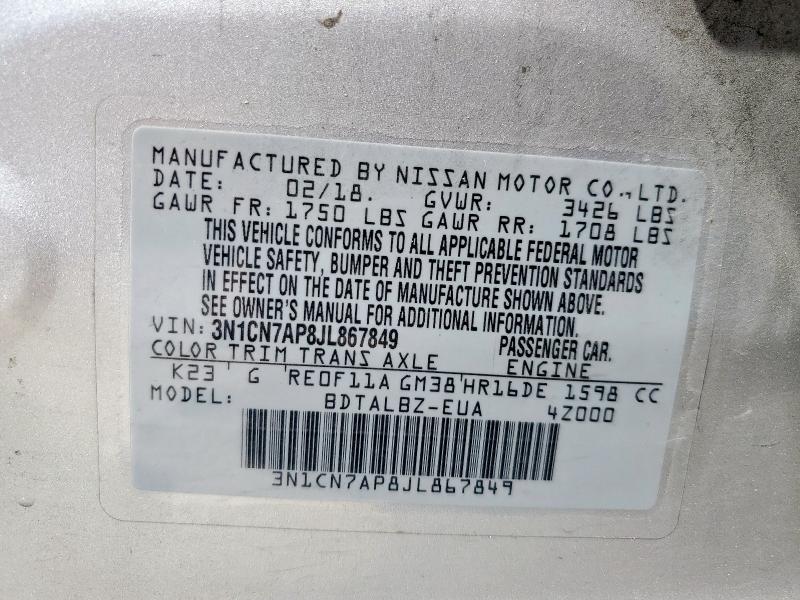 MANUFACTURED BY NISSAN MOTOR CO.,LTD.
DATE: 02/18. GVWR: 3426 LBS
GAWR FR: 1750 LBS GAWR RR: 1708 LBS
THIS VEHICLE CONFORMS TO ALL APPLICABLE FEDERAL MOTOR
VEHICLE SAFETY, BUMPER AND THEFT PREVENTION STANDARDS
IN EFFECT ON THE DATE OF MANUFACTURE SHOWN ABOVE.
SEE OWNER'S MANUAL FOR ADDITIONAL INFORMATION.
VIN: 3N1CN7AP8JL867849 PASSENGER CAR.
COLOR TRIM TRANS AXLE ENGINE
K23 G RE0F11A GM38 HR16DE 1598 CC
MODEL: BDTALBZ-EUA 4Z000
3N1CN7AP8JL867849